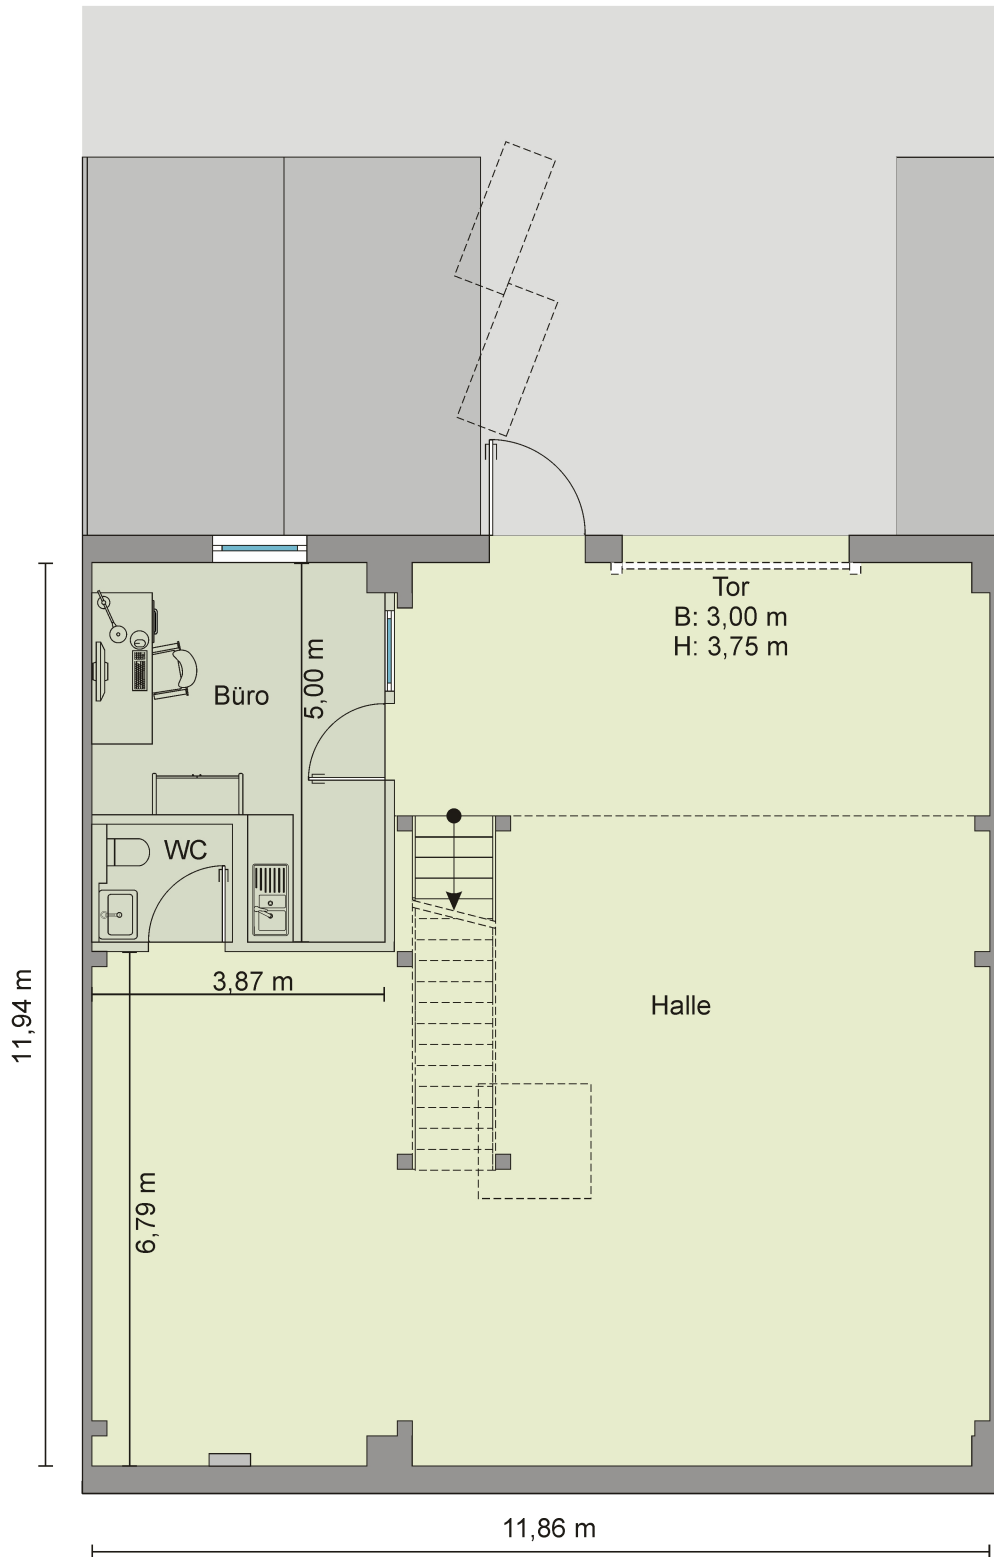 Tor
B: 3,00 m
H: 3,75 m
Büro
5,00 m
WC
3,87 m
Halle
11,94 m
6,79 m
11,86 m